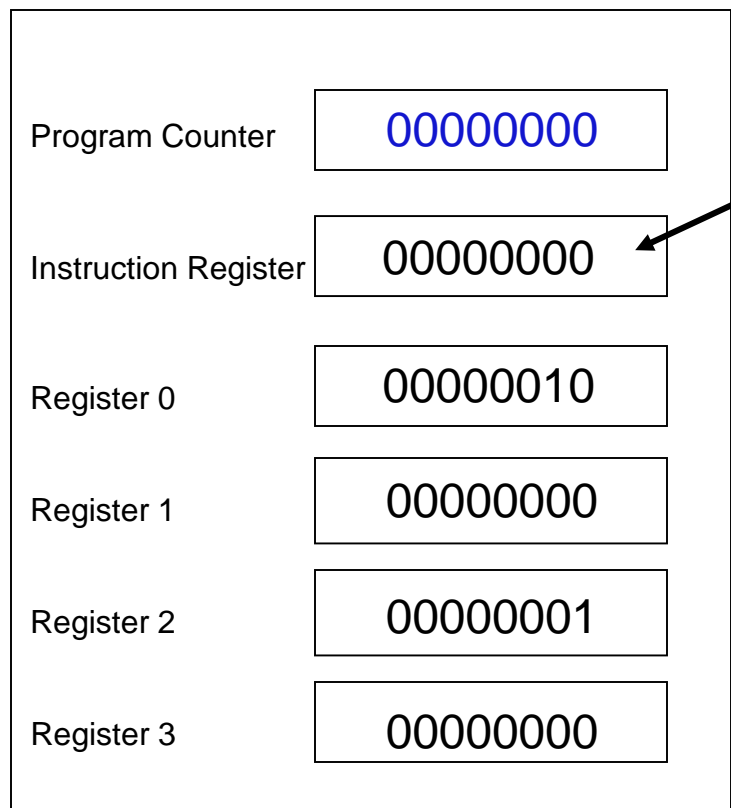 Program Counter 00000000
Instruction Register 00000000
Register 0 00000010
Register 1 00000000
Register 2 00000001
Register 3 00000000